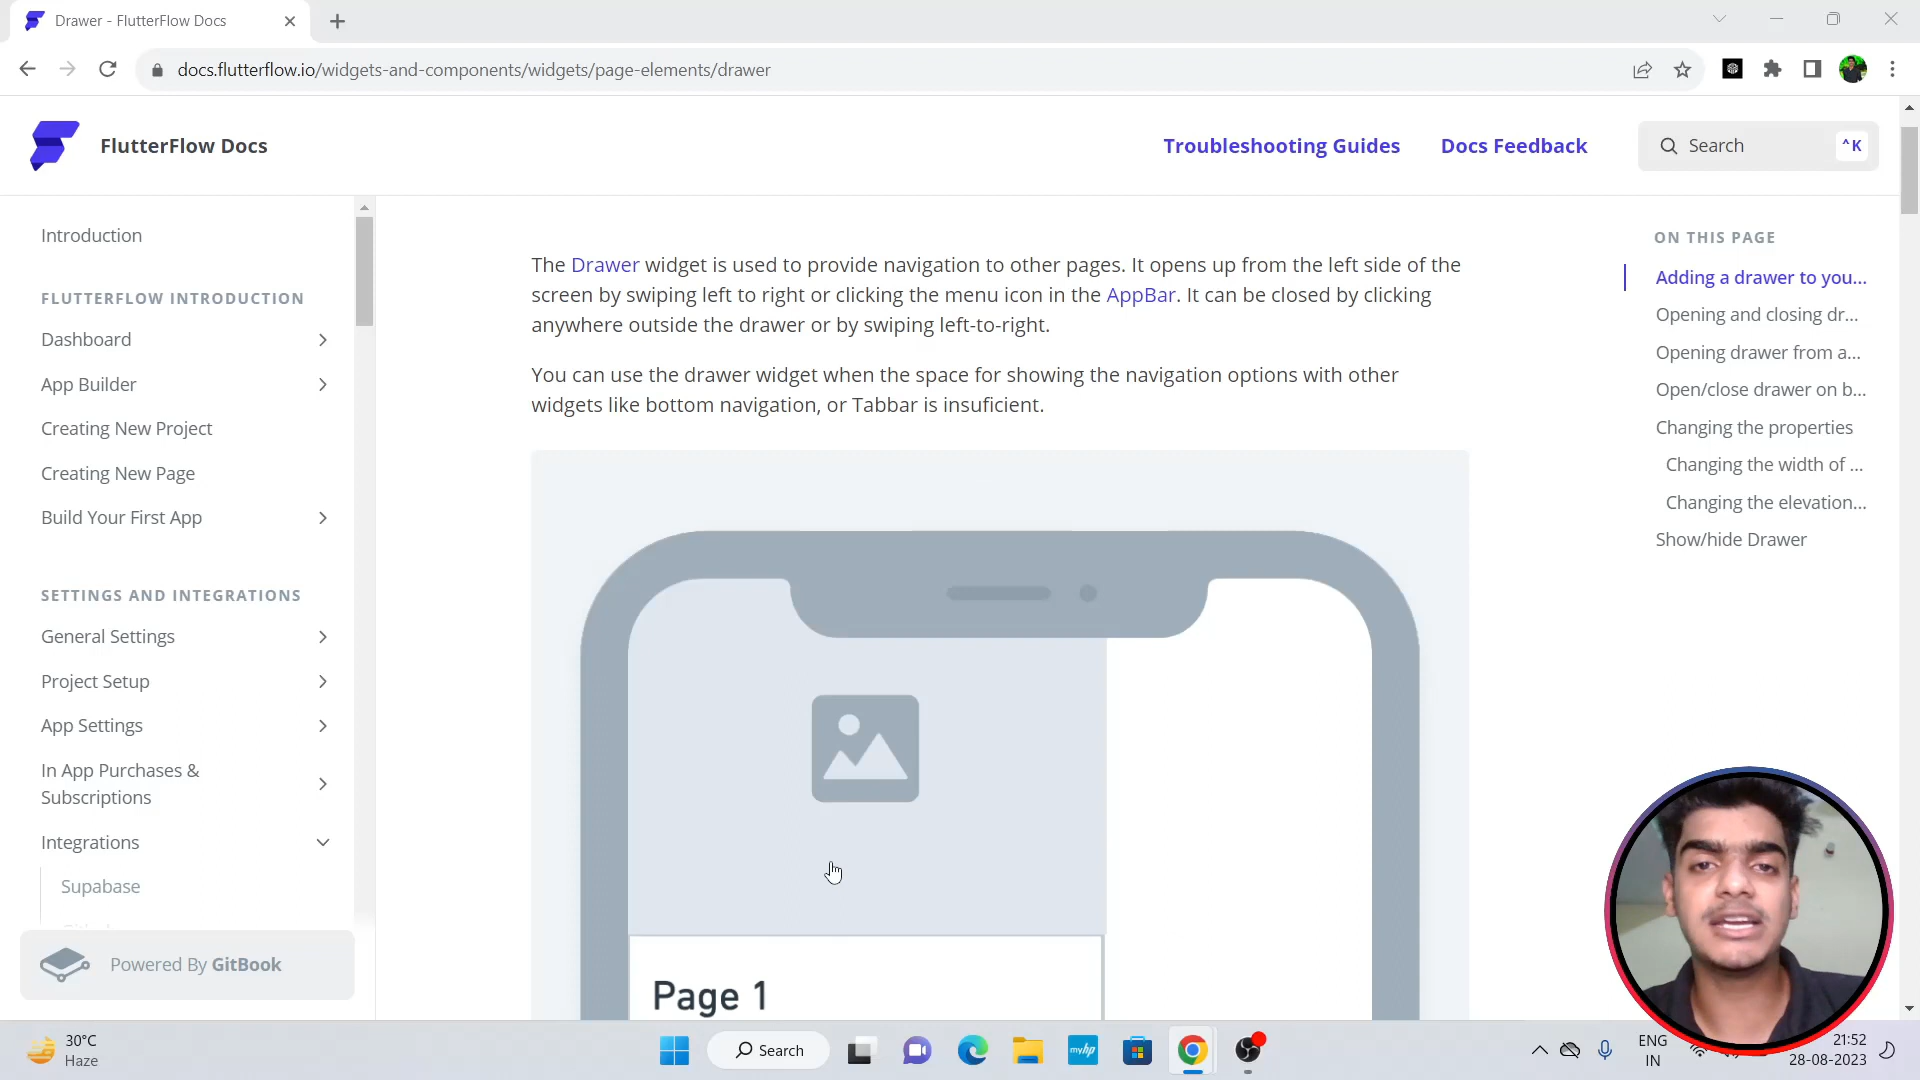 Drawer - FlutterFlow Docs
docs.flutterflow.io/widgets-and-components/widgets/page-elements/drawer
FlutterFlow Docs
Troubleshooting Guides
Docs Feedback
Search
^K
Introduction
FLUTTERFLOW INTRODUCTION
Dashboard
App Builder
Creating New Project
Creating New Page
Build Your First App
SETTINGS AND INTEGRATIONS
General Settings
Project Setup
App Settings
In App Purchases &
Subscriptions
Integrations
Supabase
Powered By GitBook
The Drawer widget is used to provide navigation to other pages. It opens up from the left side of the
screen by swiping left to right or clicking the menu icon in the AppBar. It can be closed by clicking
anywhere outside the drawer or by swiping left-to-right.
You can use the drawer widget when the space for showing the navigation options with other
widgets like bottom navigation, or Tabbar is insuficient.
Page 1
ON THIS PAGE
Adding a drawer to you...
Opening and closing dr...
Opening drawer from a...
Open/close drawer on b...
Changing the properties
Changing the width of ...
Changing the elevation...
Show/hide Drawer
30°C
Haze
Search
myhp
ENG
IN
21:52
28-08-2023